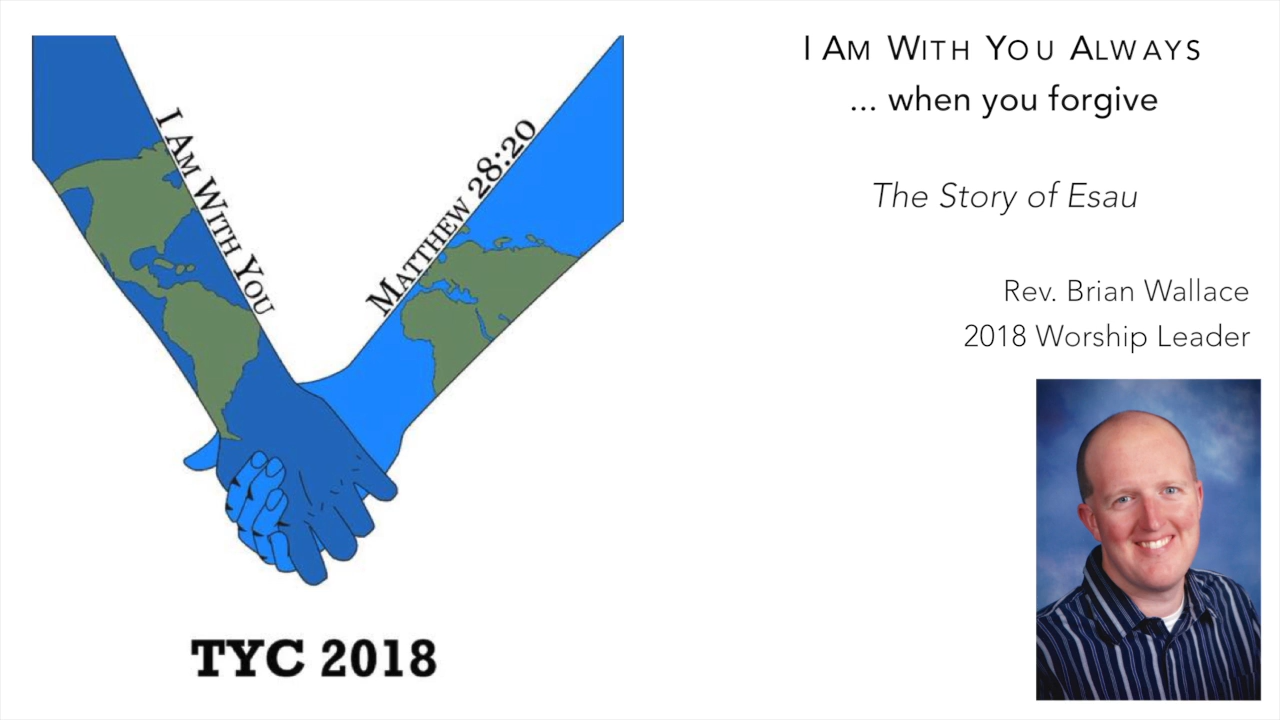 I AM WITH YOU
MATTHEW 28:20
TYC 2018
I AM WITH YOU ALWAYS
... when you forgive
The Story of Esau
Rev. Brian Wallace
2018 Worship Leader